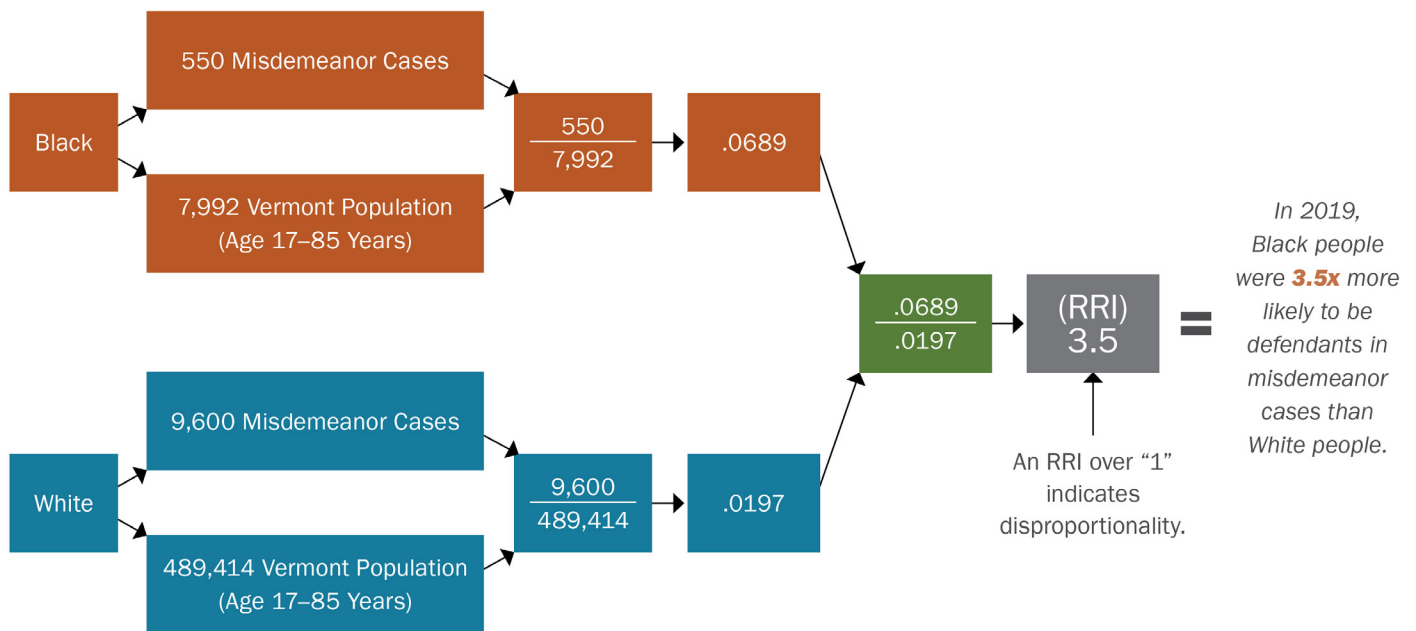 Black
550 Misdemeanor Cases
7,992 Vermont Population
(Age 17–85 Years)
550
7,992
.0689
White
9,600 Misdemeanor Cases
489,414 Vermont Population
(Age 17–85 Years)
9,600
489,414
.0197
.0689
.0197
(RRI)
3.5
An RRI over “1”
indicates
disproportionality.
=
In 2019,
Black people
were 3.5x more
likely to be
defendants in
misdemeanor
cases than
White people.